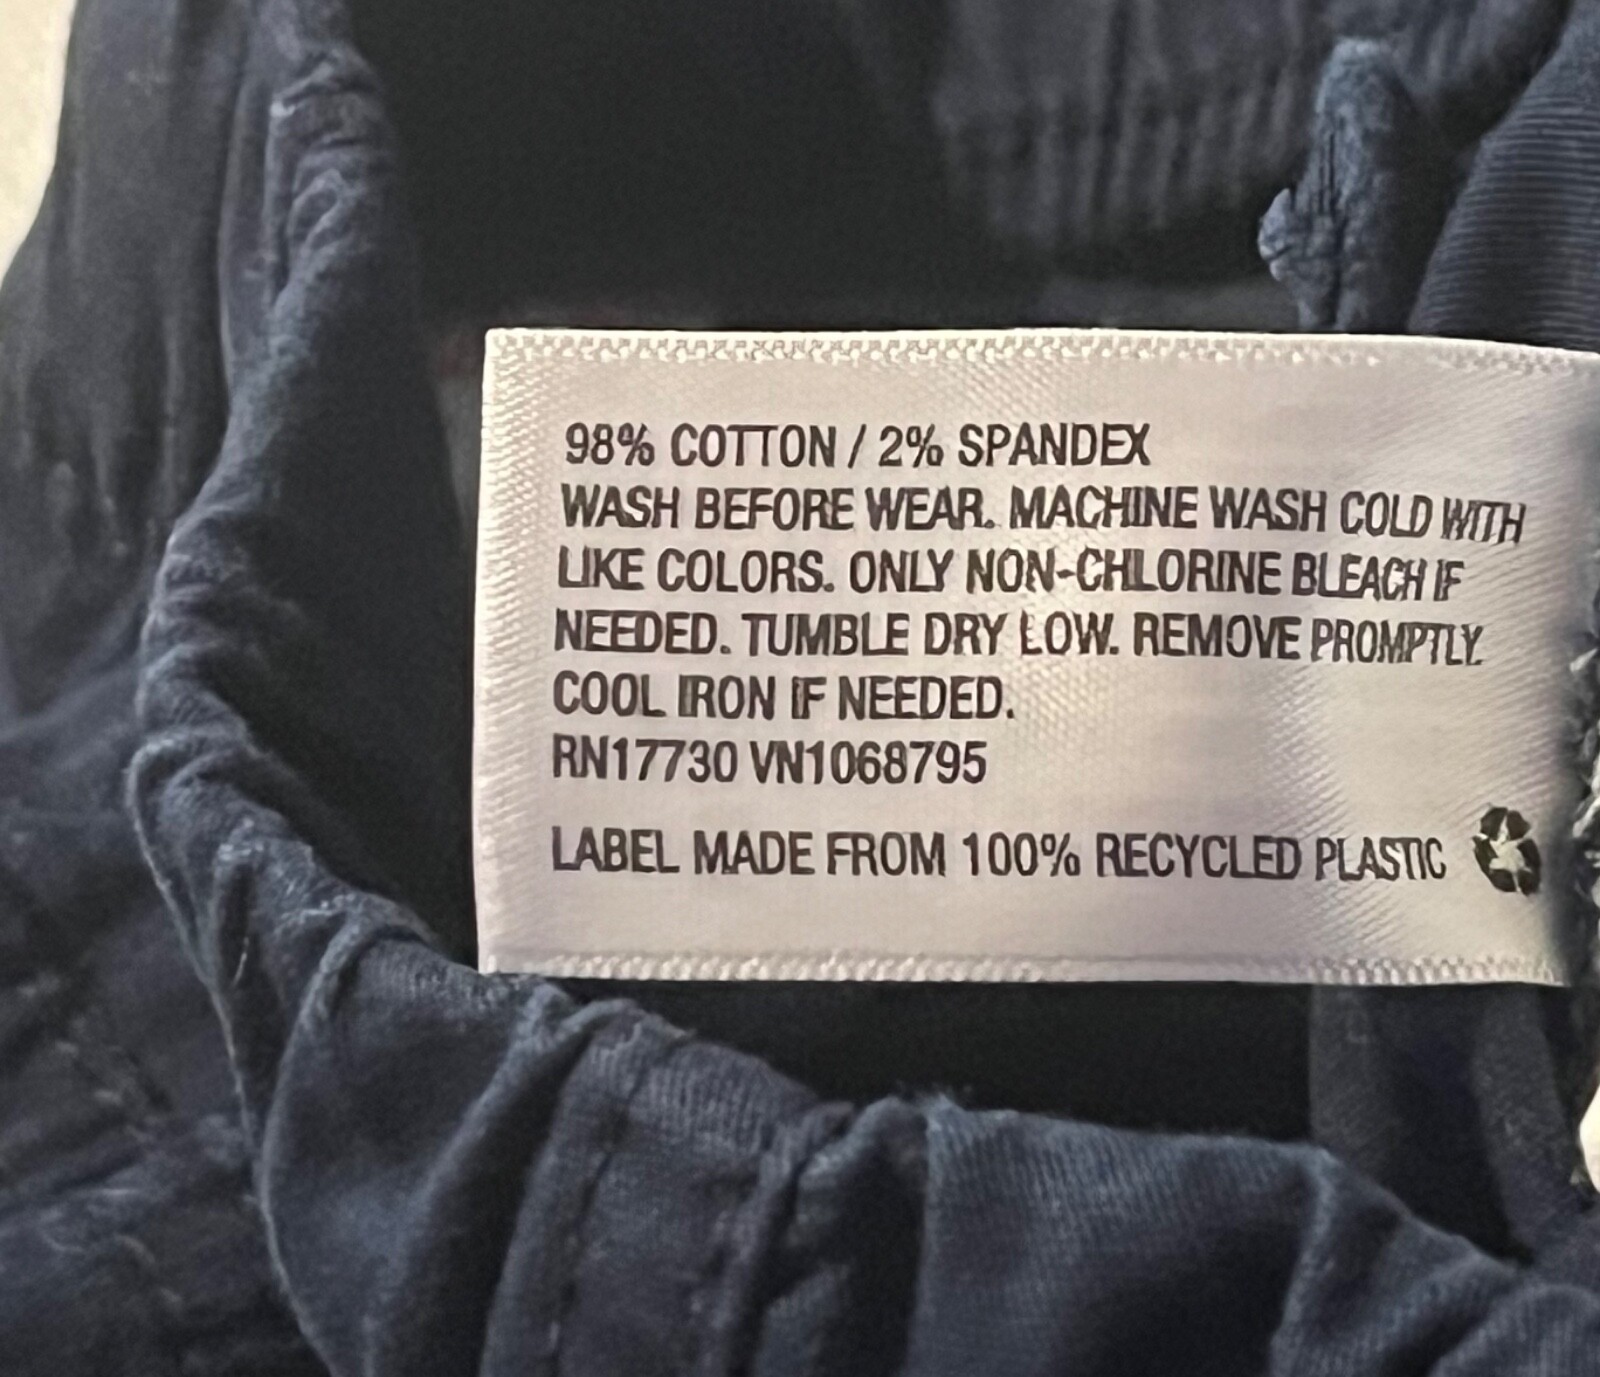 98% COTTON / 2% SPANDEX
WASH BEFORE WEAR. MACHINE WASH COLD WITH
LIKE COLORS. ONLY NON-CHLORINE BLEACH IF
NEEDED. TUMBLE DRY LOW. REMOVE PROMPTLY.
COOL IRON IF NEEDED.
RN17730 VN1068795
LABEL MADE FROM 100% RECYCLED PLASTIC